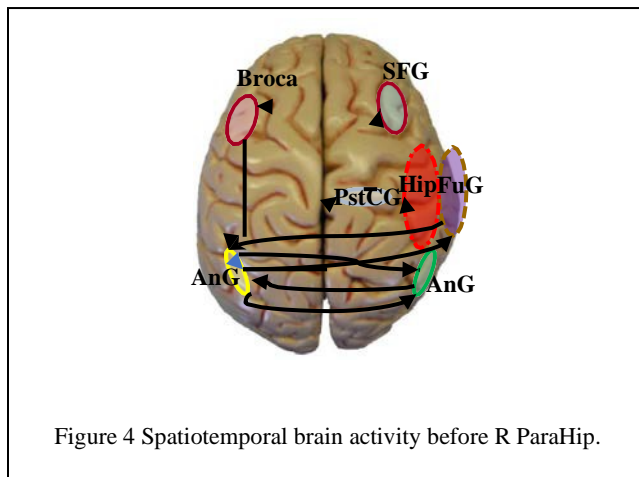 Broca SFG
PstCG HipFuG
AnG AnG
Figure 4 Spatiotemporal brain activity before R ParaHip.